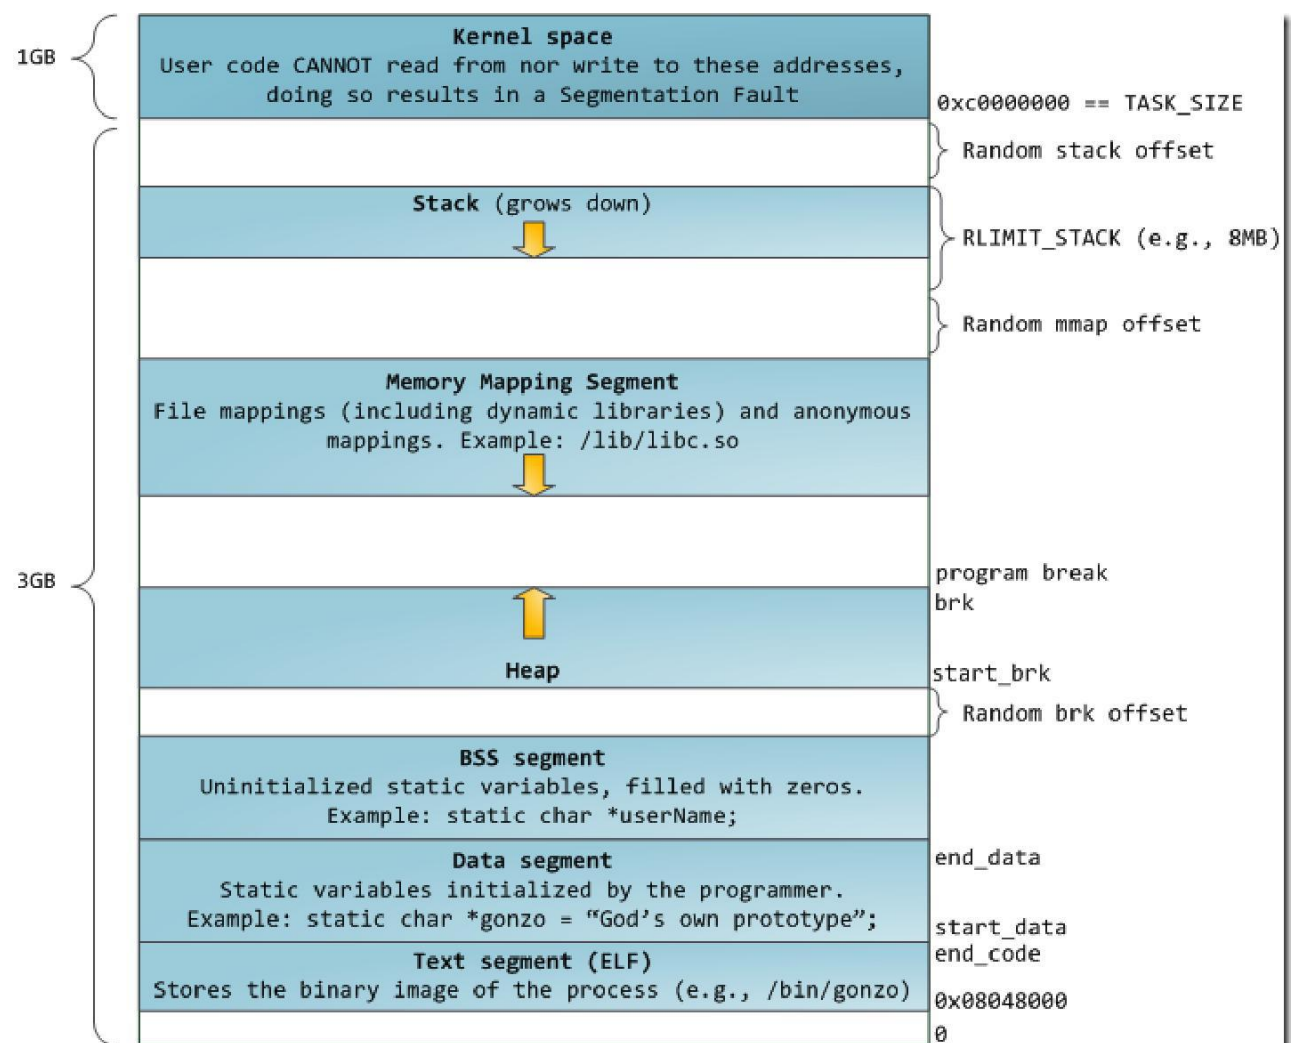 1GB
Kernel space
User code CANNOT read from nor write to these addresses,
doing so results in a Segmentation Fault
0xc0000000 == TASK_SIZE
Random stack offset
Stack (grows down)
RLIMIT_STACK (e.g., 8MB)
Random mmap offset
Memory Mapping Segment
File mappings (including dynamic libraries) and anonymous
mappings. Example: /lib/libc.so
3GB
program break
brk
Heap
start_brk
Random brk offset
BSS segment
Uninitialized static variables, filled with zeros.
Example: static char *userName;
Data segment
Static variables initialized by the programmer.
Example: static char *gonzo = “God’s own prototype”;
end_data
start_data
end_code
Text segment (ELF)
Stores the binary image of the process (e.g., /bin/gonzo)
0x08048000
0